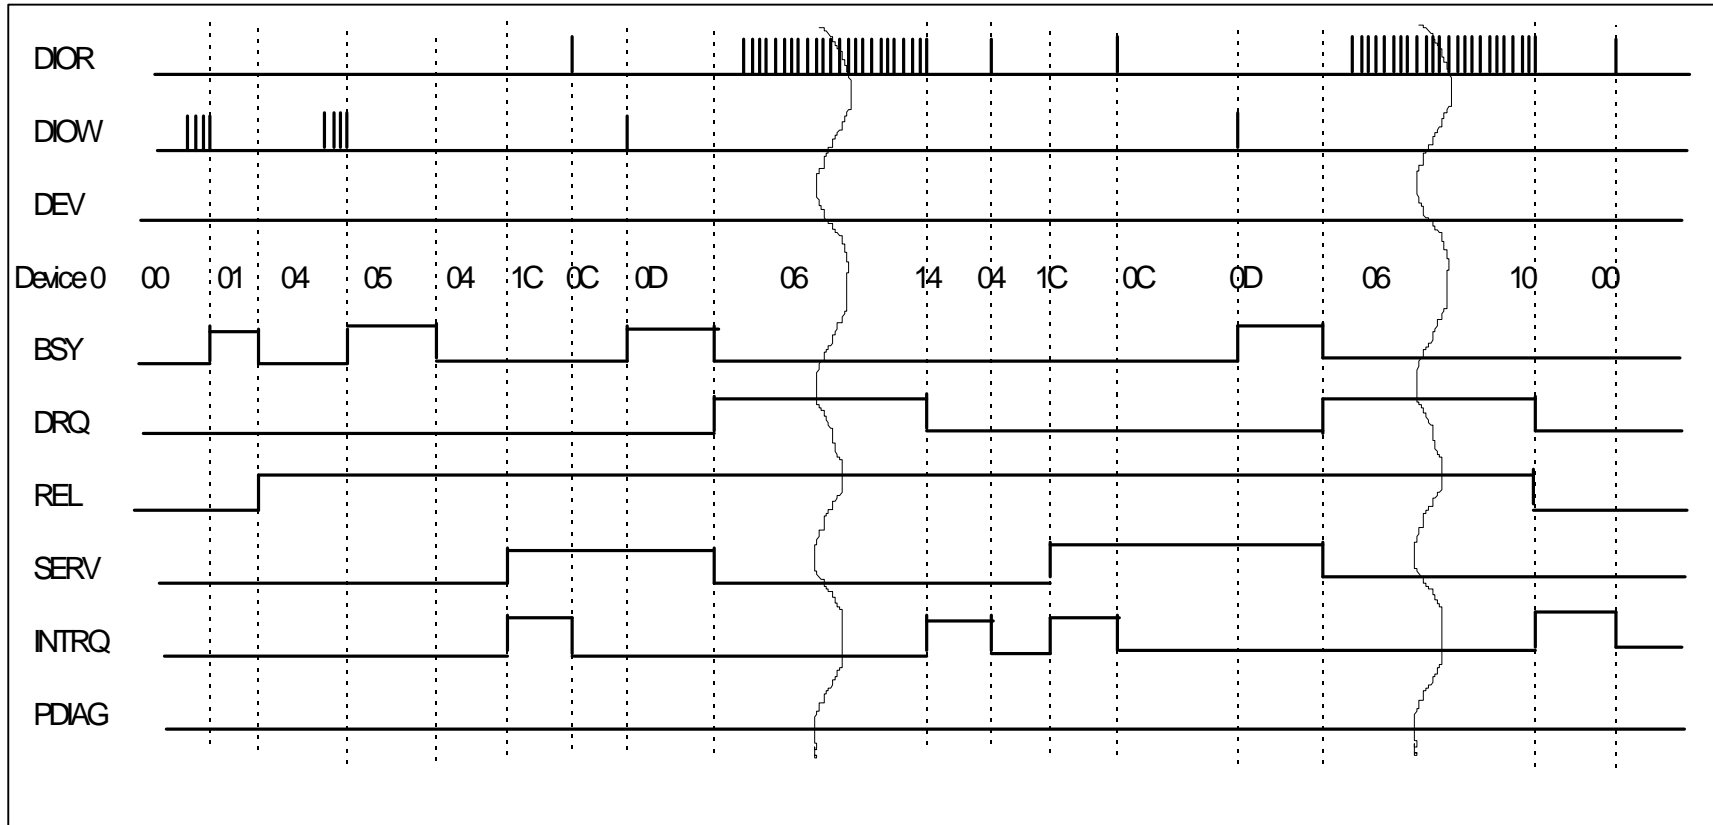 DIOR
DIOW
DEV
Device 0 00 01 04 05 04 1C 0C 0D 06 14 04 1C 0C 0D 06 10 00
BSY
DRQ
REL
SERV
INTRQ
PDIAG